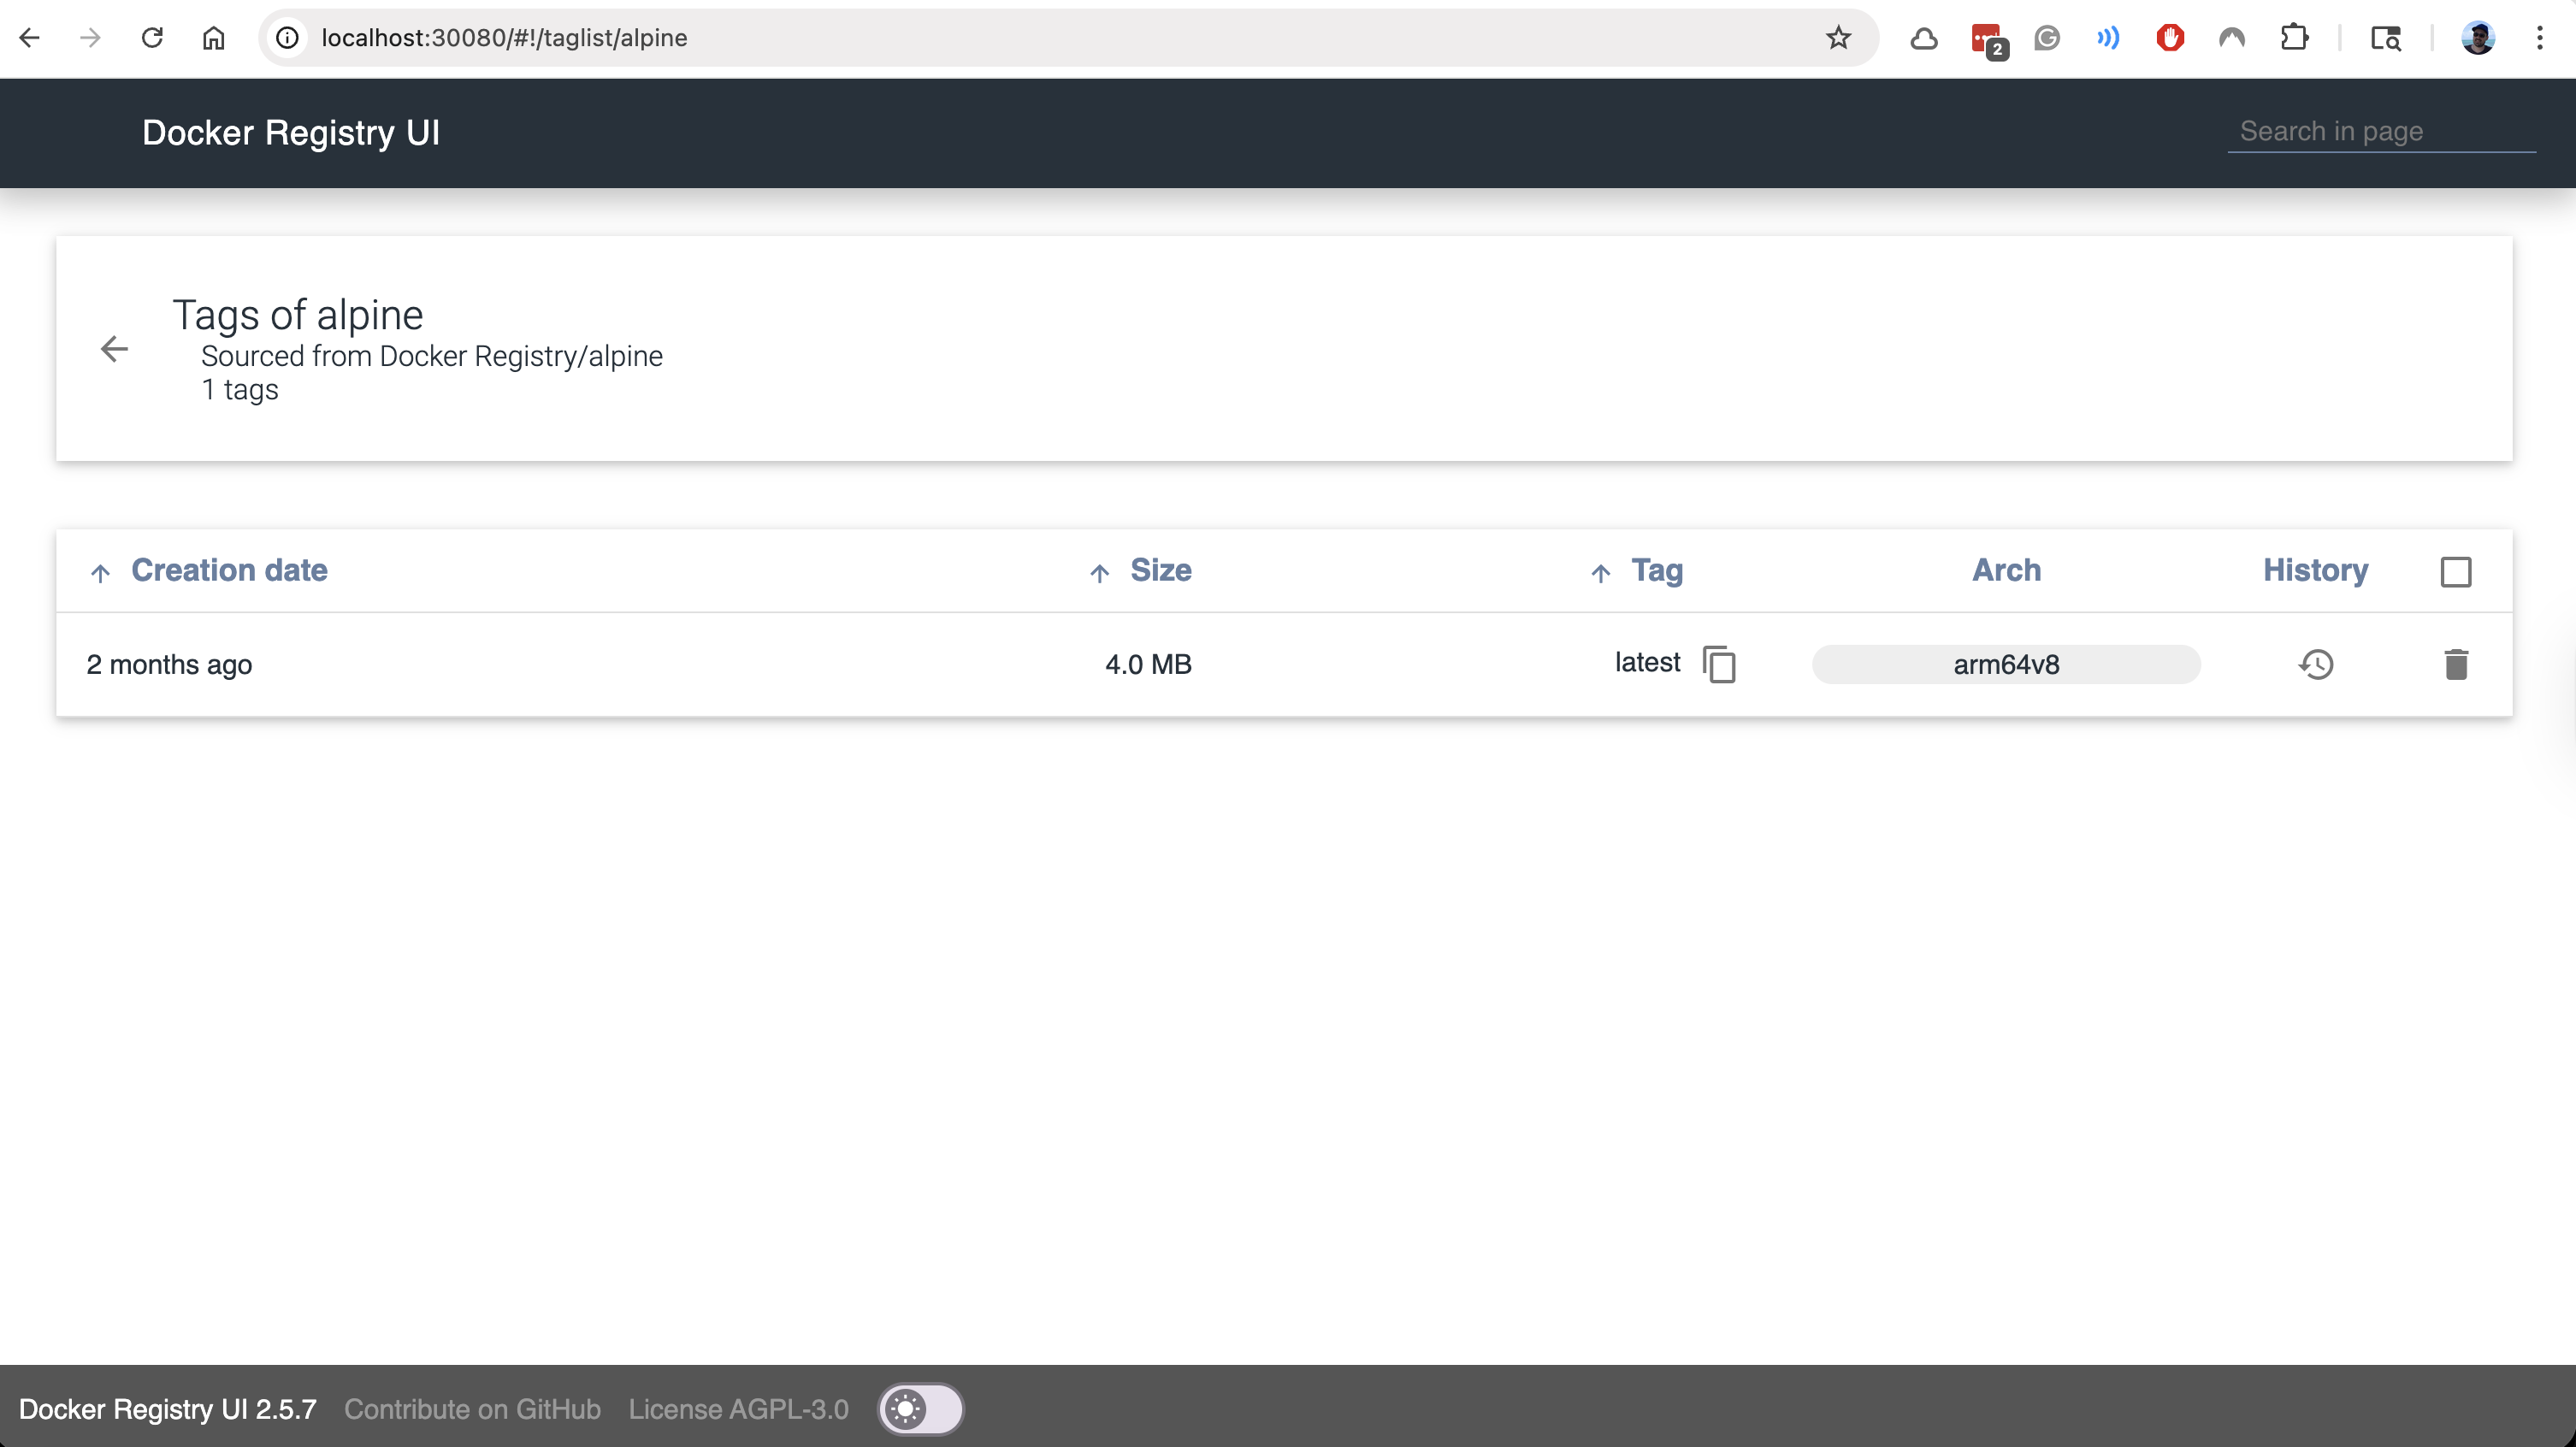 localhost:30080/#!/taglist/alpine
2
Docker Registry UI
Search in page
Tags of alpine
Sourced from Docker Registry/alpine
1 tags
Creation date Size Tag Arch History
2 months ago 4.0 MB latest arm64v8
Docker Registry UI 2.5.7 Contribute on GitHub License AGPL-3.0